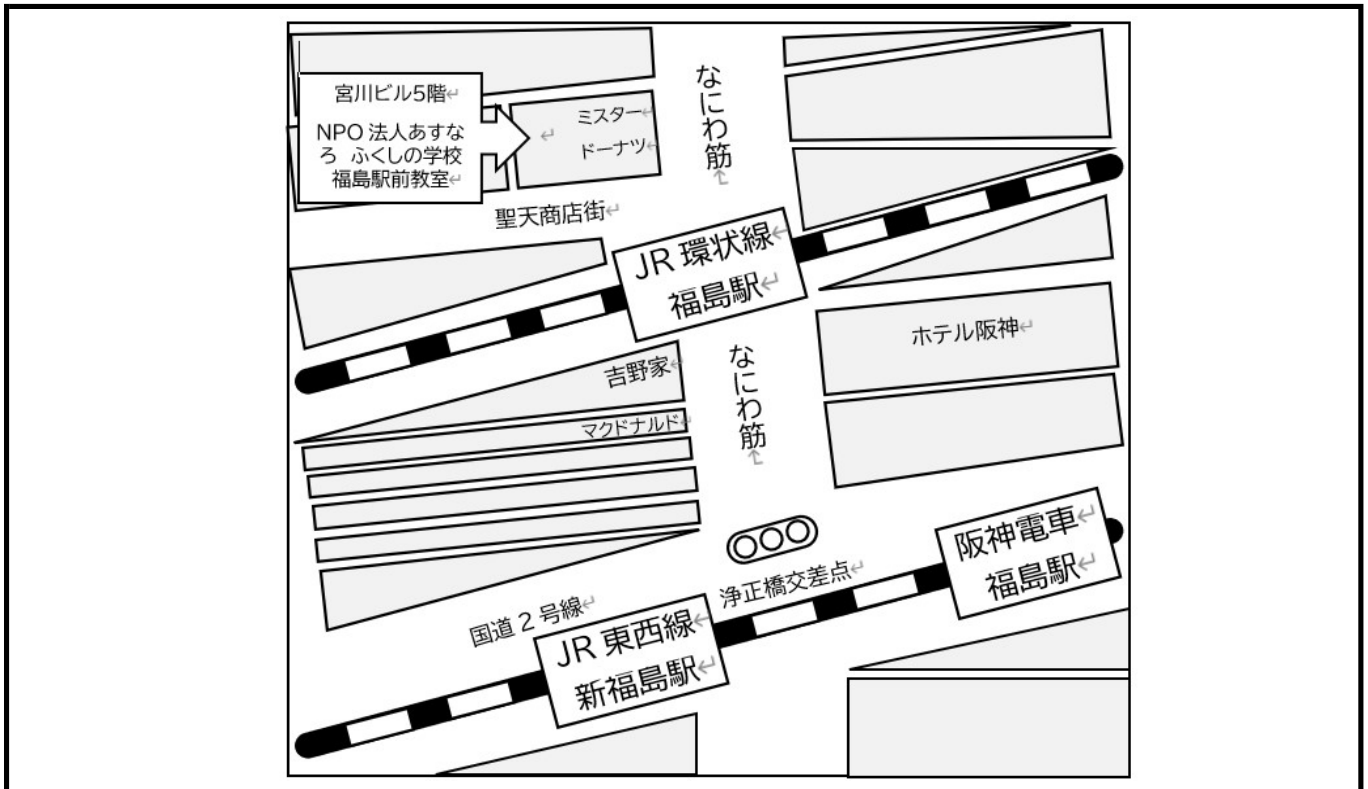 宮川ビル5階
NPO 法人あすな
ろ ふくしの学校
福島駅前教室
ミスター
ドーナツ
なにわ筋
聖天商店街
JR 環状線
福島駅
ホテル阪神
吉野家
マクドナルド
なにわ筋
阪神電車
福島駅
浄正橋交差点
国道2号線
JR 東西線
新福島駅